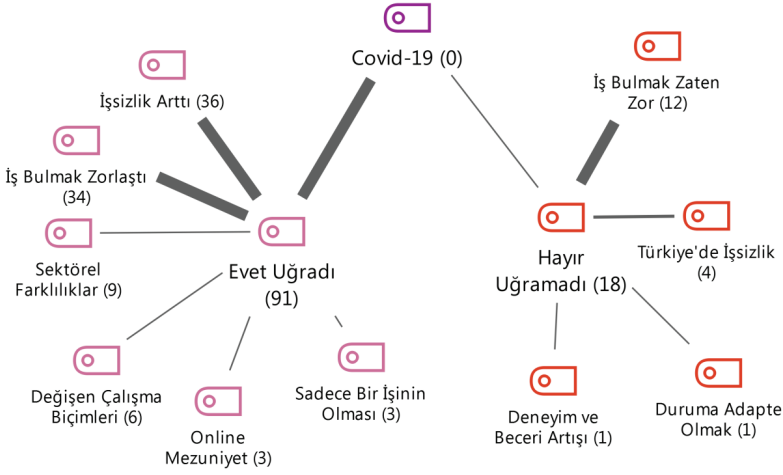 Covid-19 (0)
İşsizlik Arttı (36)
İş Bulmak Zorlaştı
(34)
Sektörel
Farklılıklar (9)
Evet Uğradı
(91)
Değişen Çalışma
Biçimleri (6)
Online
Mezuniyet (3)
Sadece Bir İşinin
Olması (3)
İş Bulmak Zaten
Zor (12)
Hayır
Uğramadı (18)
Türkiye'de İşsizlik
(4)
Deneyim ve
Beceri Artışı (1)
Duruma Adapte
Olmak (1)